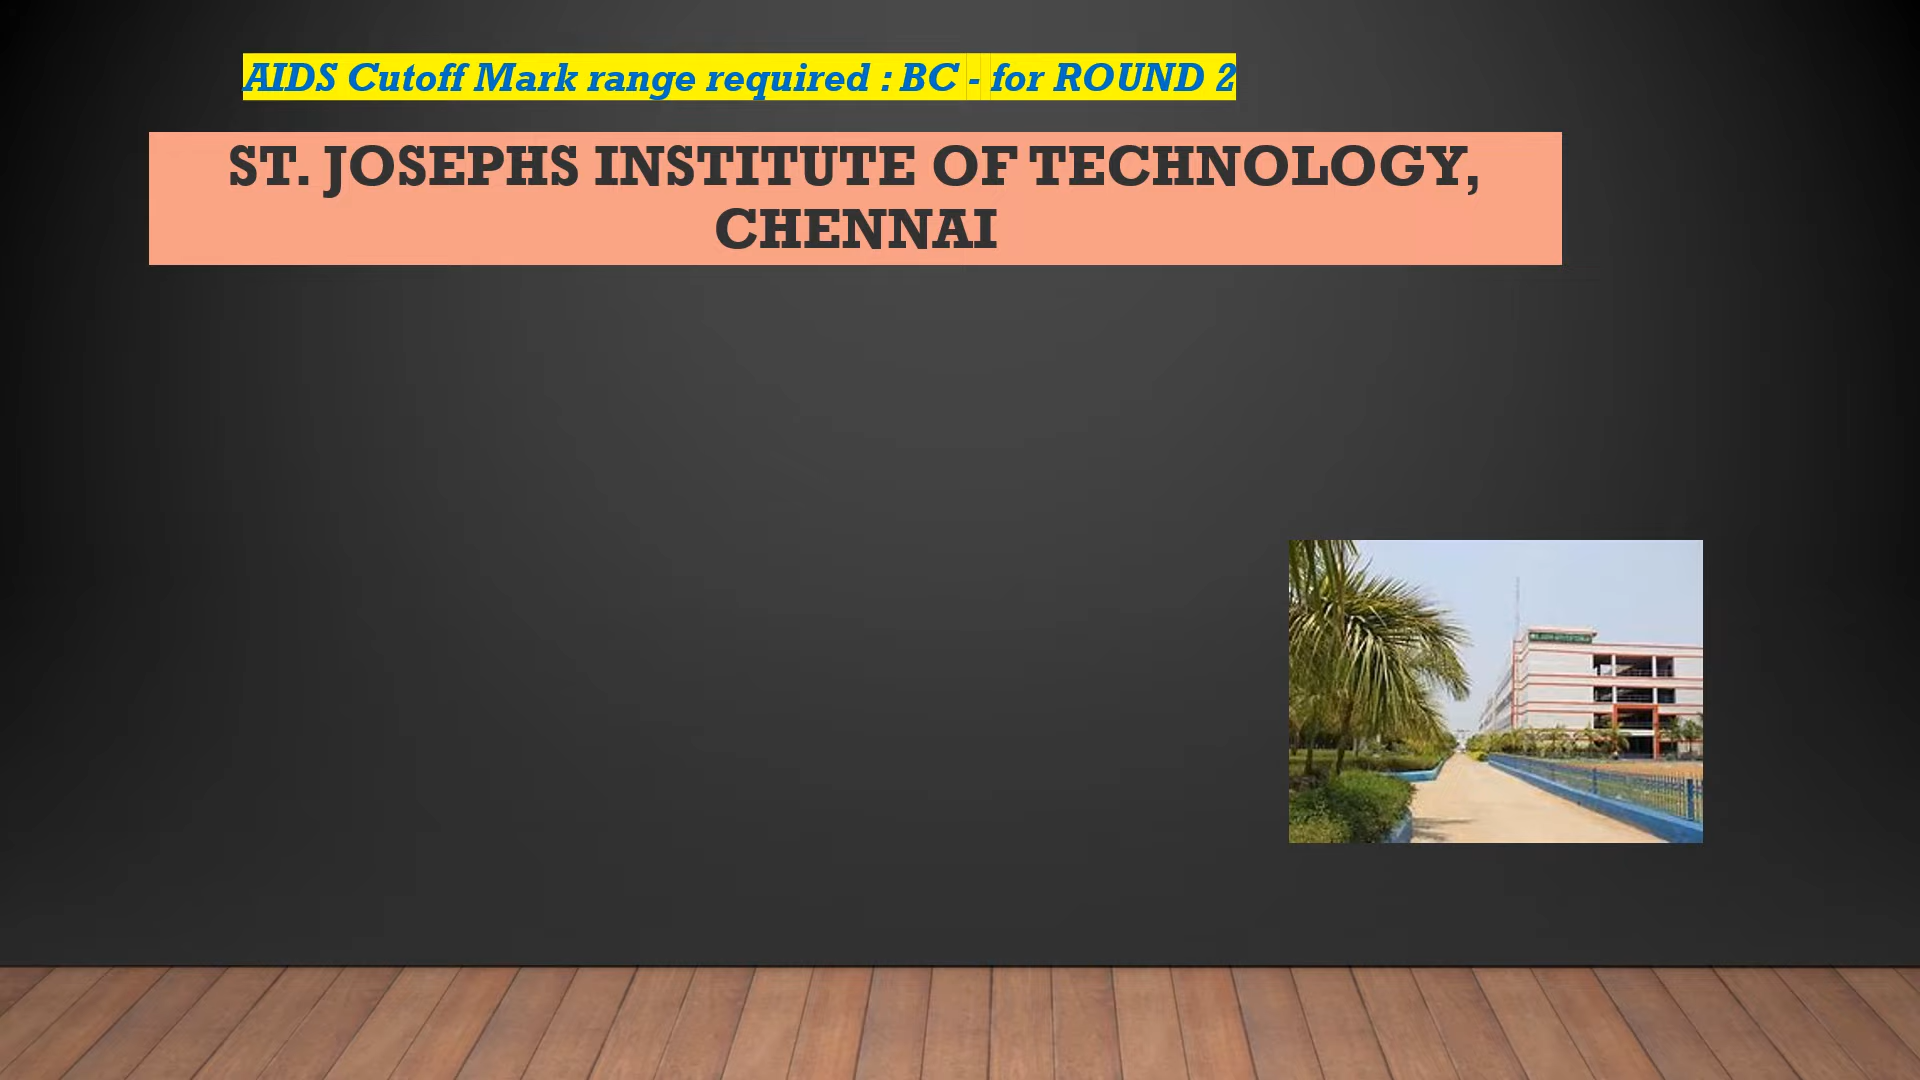 AIDS Cutoff Mark range required : BC - for ROUND 2
ST. JOSEPHS INSTITUTE OF TECHNOLOGY,
CHENNAI